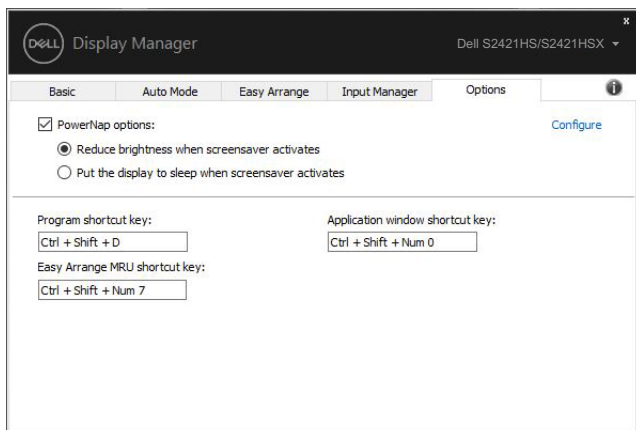 DELL Display Manager
Dell S2421HS/S2421HSX
x
Basic
Auto Mode
Easy Arrange
Input Manager
Options
i
PowerNap options:
Configure
Reduce brightness when screensaver activates
Put the display to sleep when screensaver activates
Program shortcut key:
Application window shortcut key:
Ctrl + Shift + D
Ctrl + Shift + Num 0
Easy Arrange MRU shortcut key:
Ctrl + Shift + Num 7